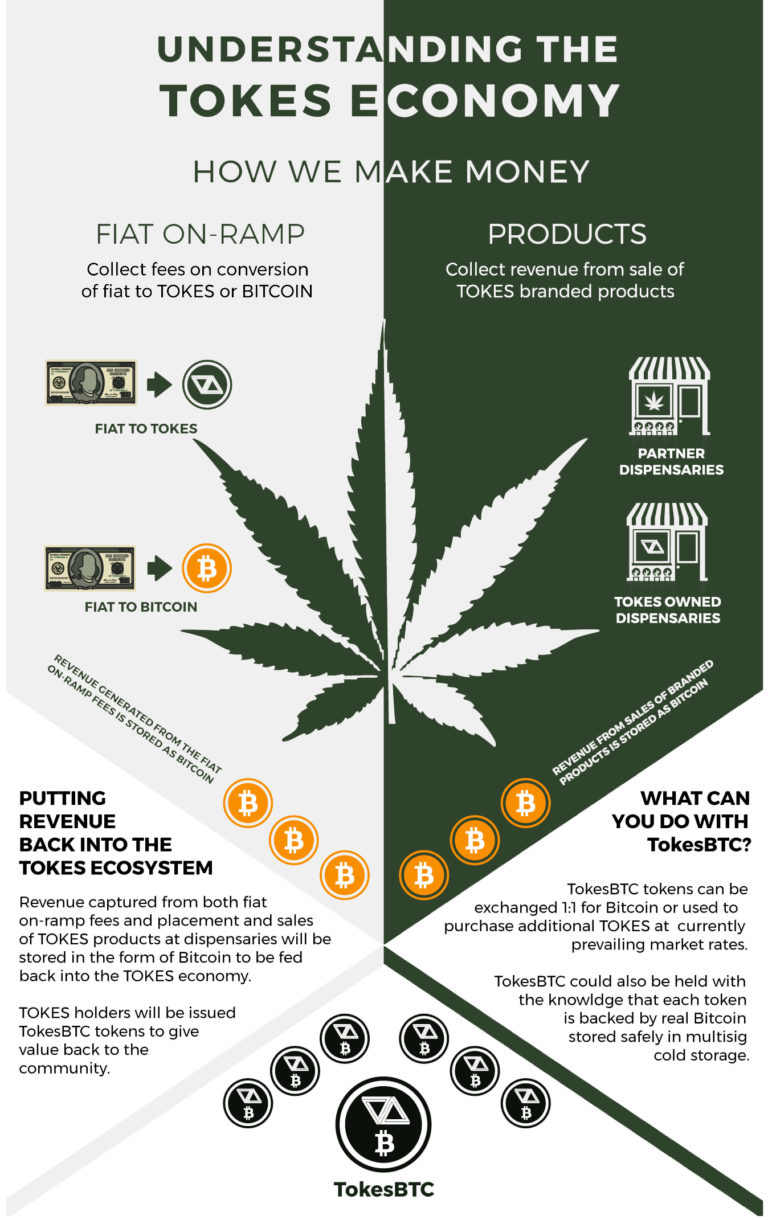 UNDERSTANDING THE
TOKES ECONOMY
HOW WE MAKE MONEY
FIAT ON-RAMP
Collect fees on conversion
of fiat to TOKES or BITCOIN
FIAT TO TOKES
FIAT TO BITCOIN
REVENUE GENERATED FROM THE FIAT
ON-RAMP FEES IS STORED AS BITCOIN
PRODUCTS
Collect revenue from sale of
TOKES branded products
PARTNER
DISPENSARIES
TOKES OWNED
DISPENSARIES
REVENUE FROM SALES OF BRANDED
PRODUCTS IS STORED AS BITCOIN
PUTTING
REVENUE
BACK INTO THE
TOKES ECOSYSTEM
Revenue captured from both fiat
on-ramp fees and placement and sales
of TOKES products at dispensaries will be
stored in the form of Bitcoin to be fed
back into the TOKES economy.
TOKES holders will be issued
TokesBTC tokens to give
value back to the
community.
WHAT CAN
YOU DO WITH
TokesBTC?
TokesBTC tokens can be
exchanged 1:1 for Bitcoin or used to
purchase additional TOKES at currently
prevailing market rates.
TokesBTC could also be held with
the knowldge that each token
is backed by real Bitcoin
stored safely in multisig
cold storage.
TokesBTC